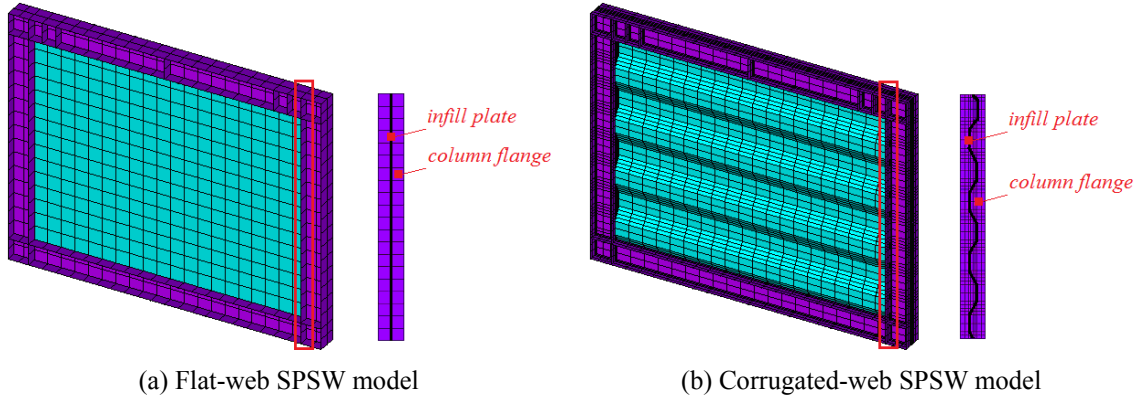 infill plate
column flange
infill plate
column flange
(a) Flat-web SPSW model
(b) Corrugated-web SPSW model